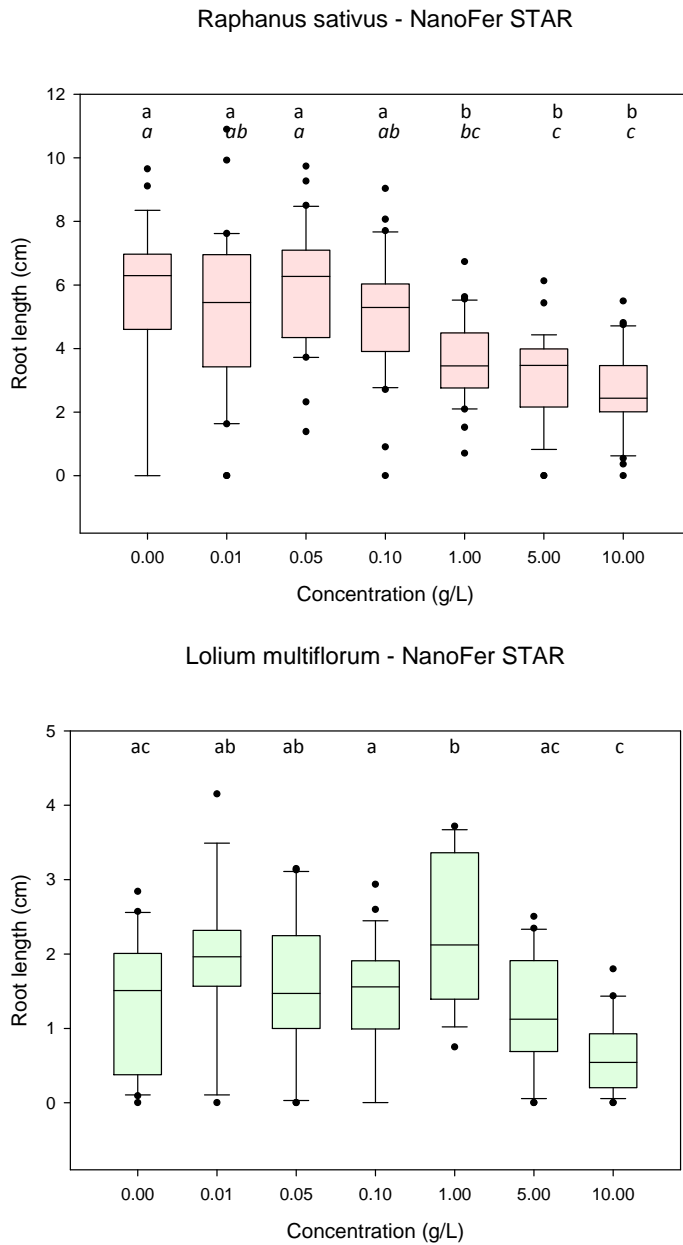 Raphanus sativus - NanoFer STAR
12
10
8
6
4
2
0
Root length (cm)
a a a a b b b
a ab a ab bc c c
0.00 0.01 0.05 0.10 1.00 5.00 10.00
Concentration (g/L)
Lolium multiflorum - NanoFer STAR
5
4
3
2
1
0
Root length (cm)
ac ab ab a b ac c
0.00 0.01 0.05 0.10 1.00 5.00 10.00
Concentration (g/L)